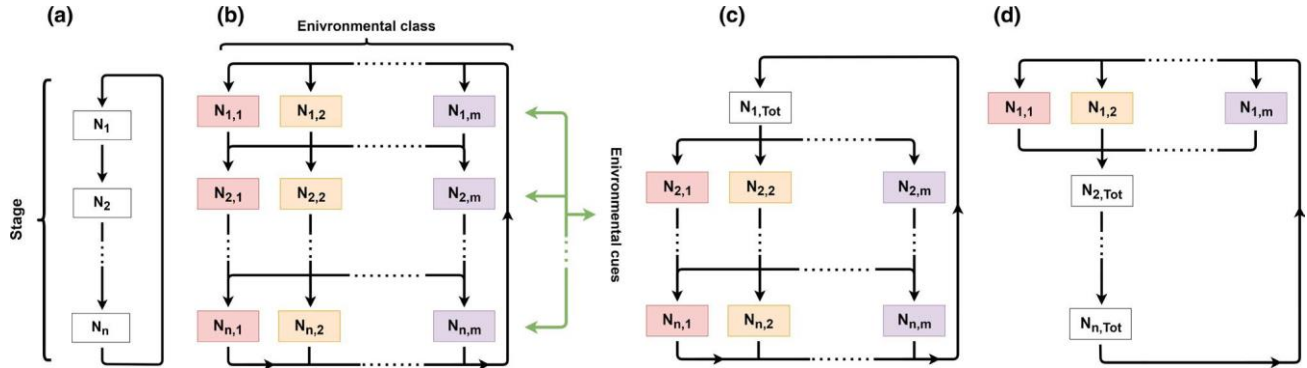 (a)
(b)
(c)
(d)
Enivronmental class
Stage
N1
N2
Nn
N1,1
N1,2
N1,m
N2,1
N2,2
N2,m
Nn,1
Nn,2
Nn,m
Enivronmental cues
N1,Tot
N2,1
N2,2
N2,m
Nn,1
Nn,2
Nn,m
N1,1
N1,2
N1,m
N2,Tot
Nn,Tot